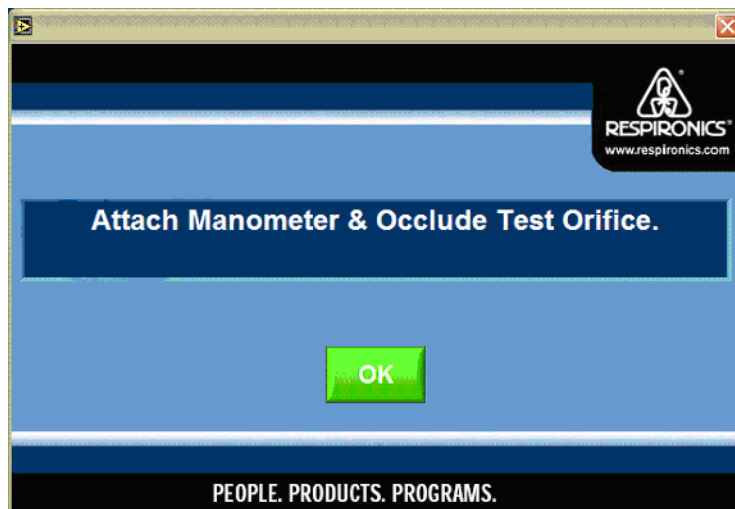 RESPIRONICS®
www.respironics.com
Attach Manometer & Occlude Test Orifice.
OK
PEOPLE. PRODUCTS. PROGRAMS.